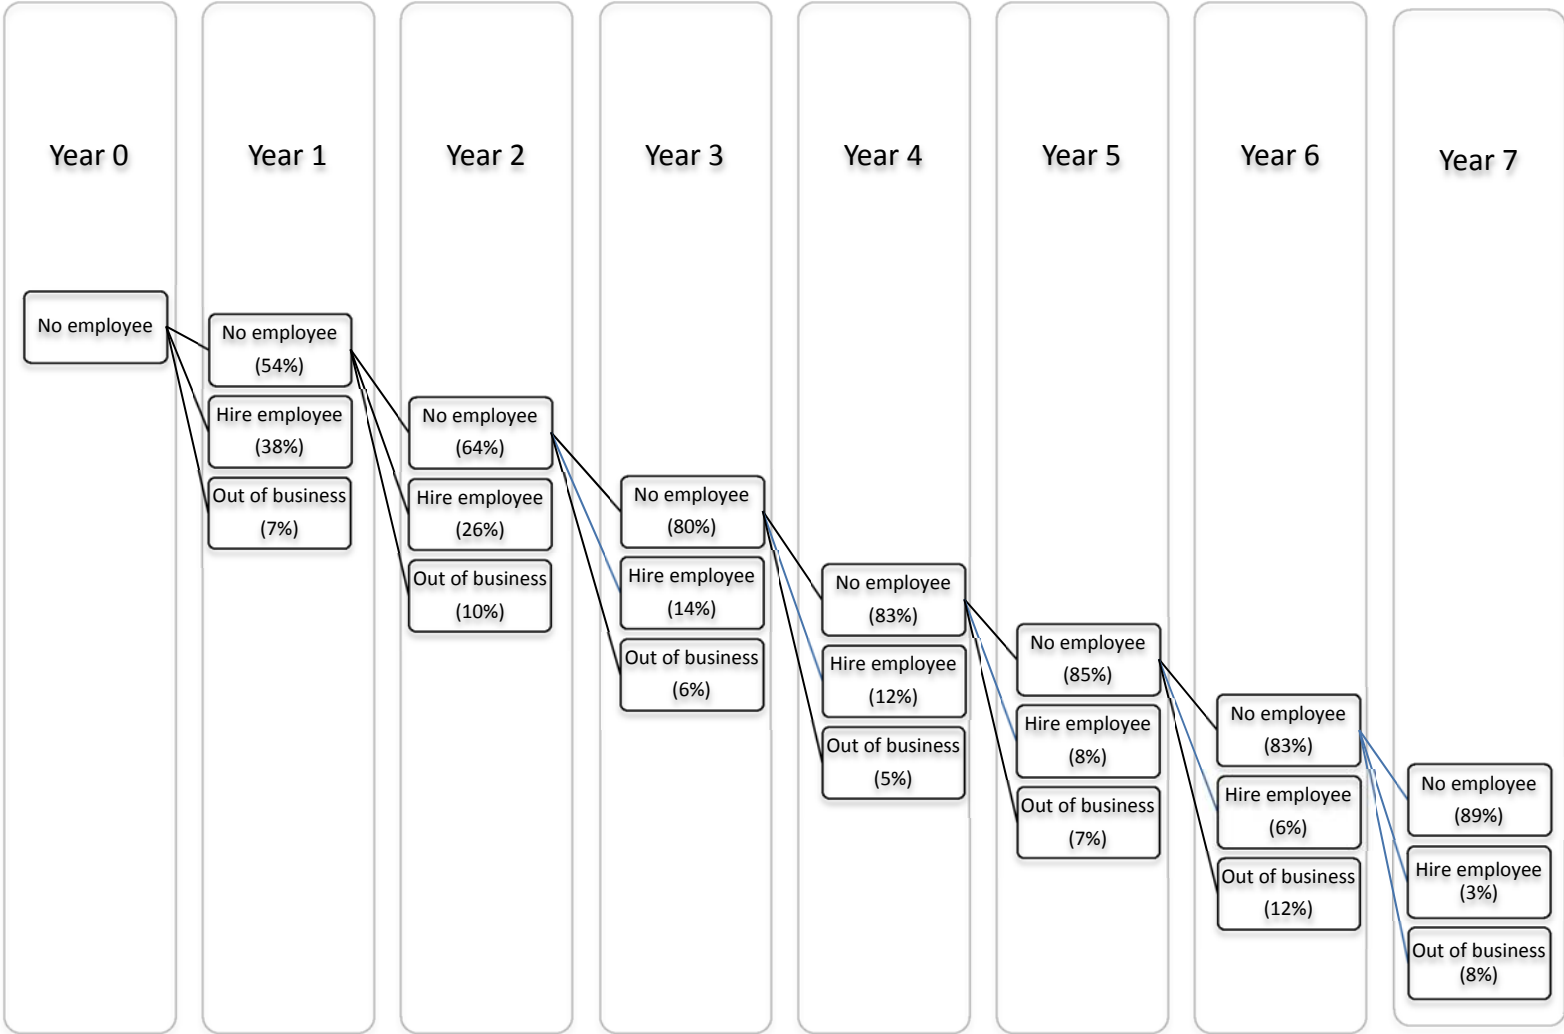 Year 0
Year 1
Year 2
Year 3
Year 4
Year 5
Year 6
Year 7
No employee
No employee
(54%)
Hire employee
(38%)
Out of business
(7%)
No employee
(64%)
Hire employee
(26%)
Out of business
(10%)
No employee
(80%)
Hire employee
(14%)
Out of business
(6%)
No employee
(83%)
Hire employee
(12%)
Out of business
(5%)
No employee
(85%)
Hire employee
(8%)
Out of business
(7%)
No employee
(83%)
Hire employee
(6%)
Out of business
(12%)
No employee
(89%)
Hire employee
(3%)
Out of business
(8%)